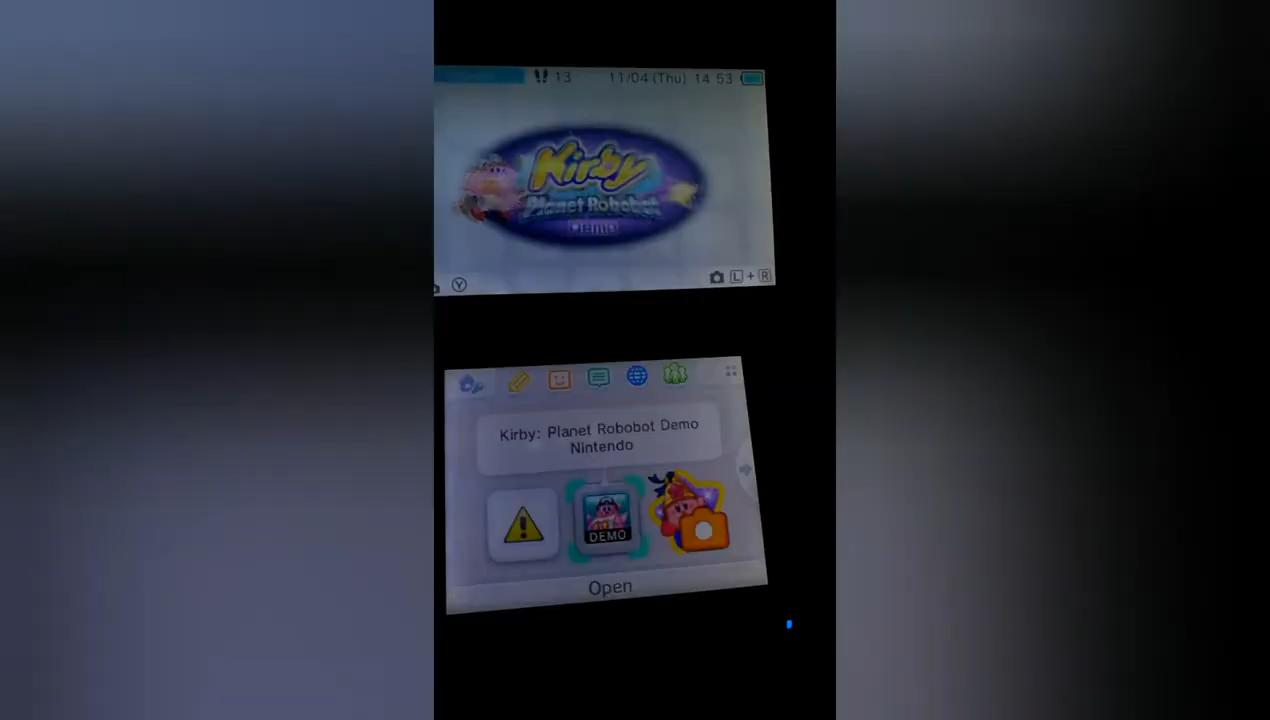 13 11/04 (Thu) 14 53
Kirby
Planet Robobot
Demo
Y
L + R
Kirby: Planet Robobot Demo
Nintendo
DEMO
Open